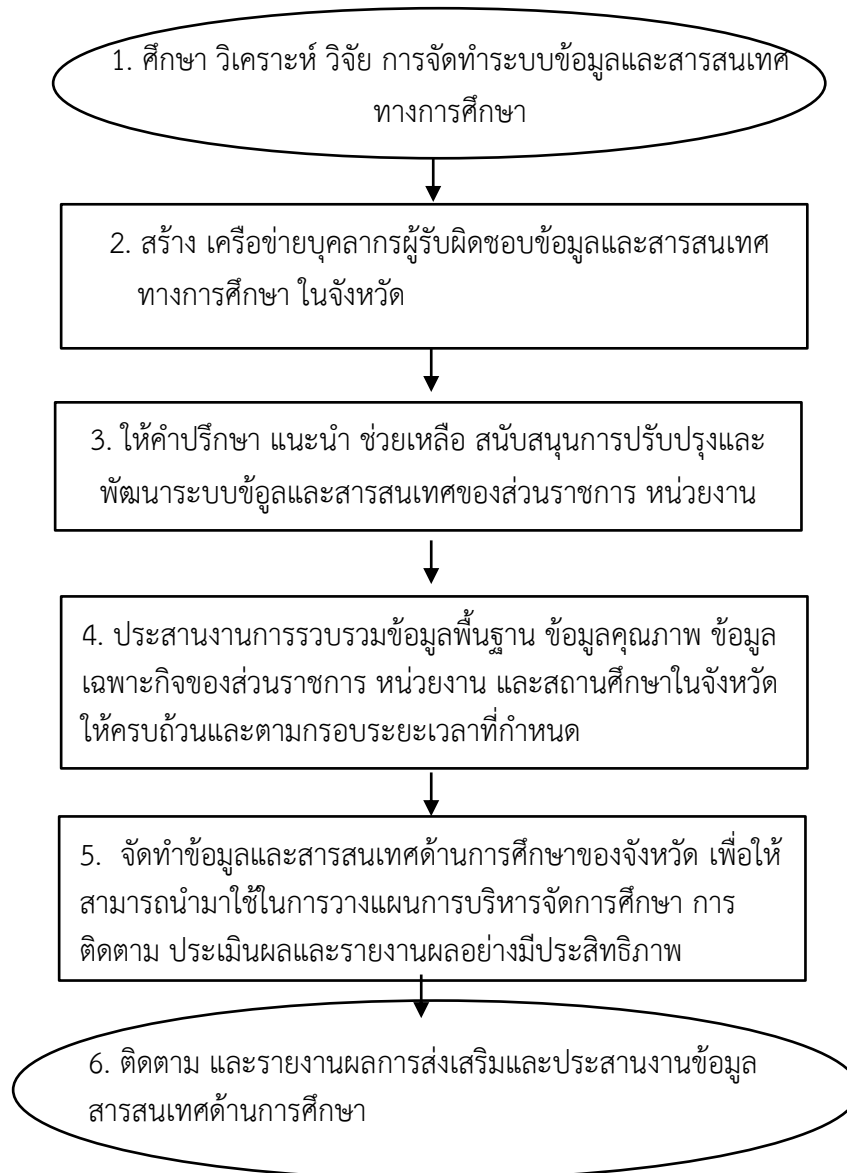 1. ศึกษา วิเคราะห์ วิจัย การจัดทำระบบข้อมูลและสารสนเทศ
ทางการศึกษา
2. สร้าง เครือข่ายบุคลากรผู้รับผิดชอบข้อมูลและสารสนเทศ
ทางการศึกษา ในจังหวัด
3. ให้คำปรึกษา แนะนำ ช่วยเหลือ สนับสนุนการปรับปรุงและ
พัฒนาระบบข้อูลและสารสนเทศของส่วนราชการ หน่วยงาน
4. ประสานงานการรวบรวมข้อมูลพื้นฐาน ข้อมูลคุณภาพ ข้อมูล
เฉพาะกิจของส่วนราชการ หน่วยงาน และสถานศึกษาในจังหวัด
ให้ครบถ้วนและตามกรอบระยะเวลาที่กำหนด
5. จัดทำข้อมูลและสารสนเทศด้านการศึกษาของจังหวัด เพื่อให้
สามารถนำมาใช้ในการวางแผนการบริหารจัดการศึกษา การ
ติดตาม ประเมินผลและรายงานผลอย่างมีประสิทธิภาพ
6. ติดตาม และรายงานผลการส่งเสริมและประสานงานข้อมูล
สารสนเทศด้านการศึกษา